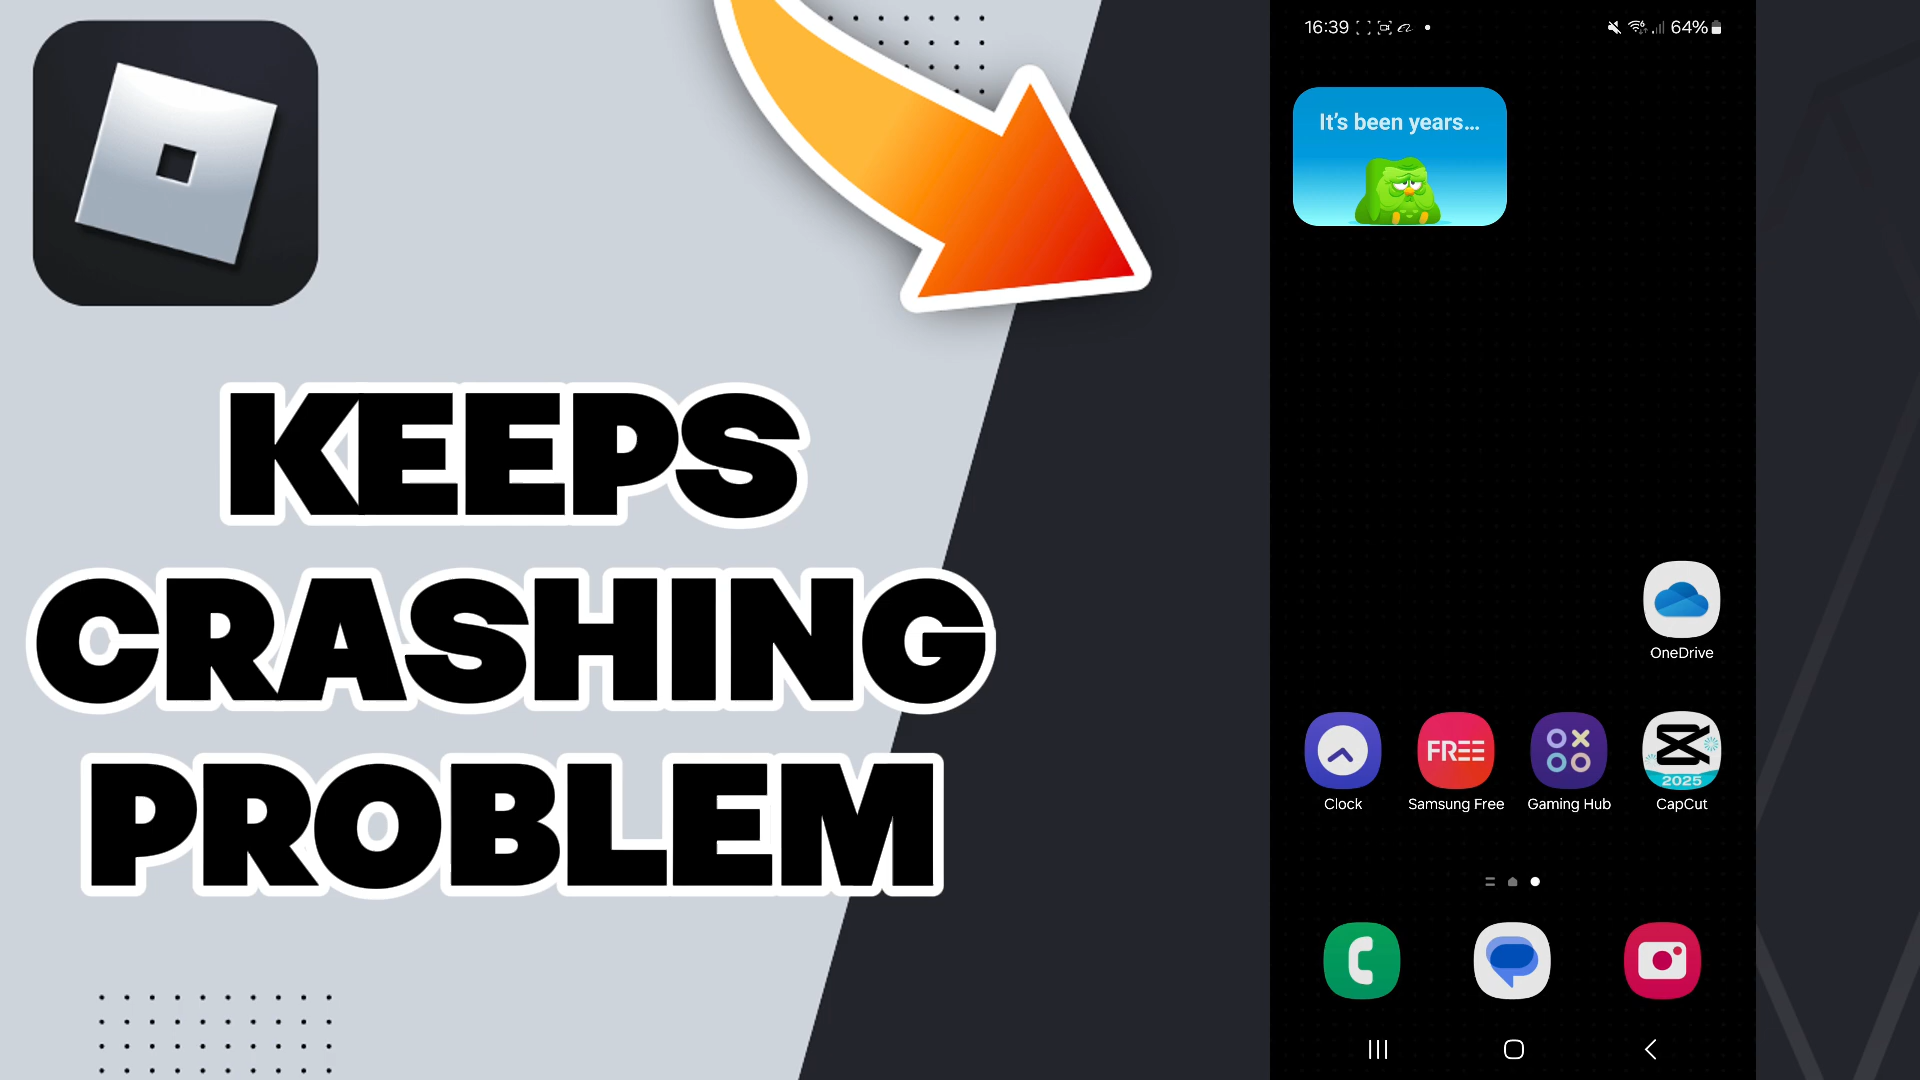 16:39
64%
It's been years...
KEEPS
CRASHING
PROBLEM
OneDrive
FREE
2025
Clock
Samsung Free
Gaming Hub
CapCut